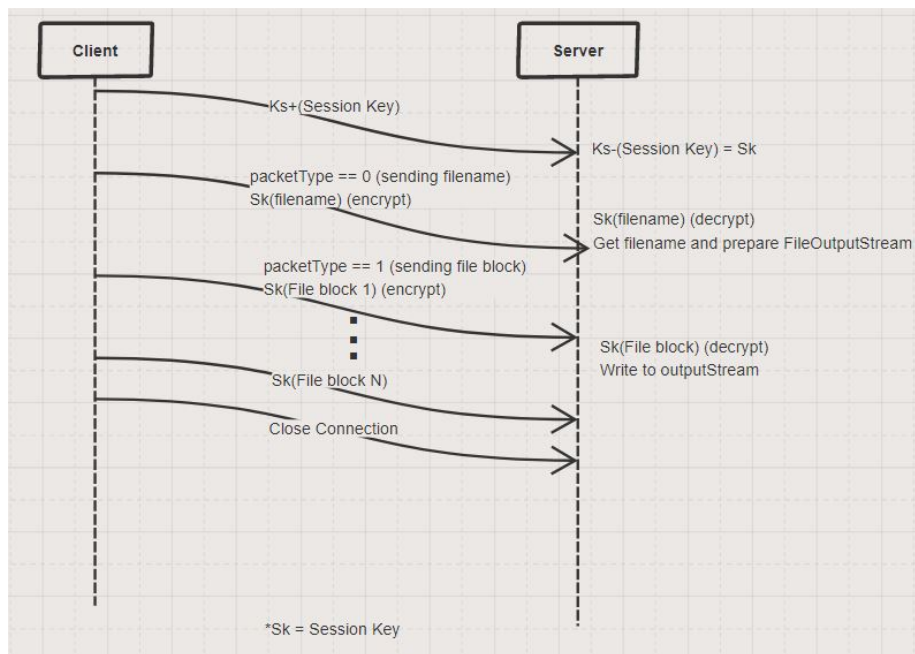 Client
Server
Ks+(Session Key)
Ks-(Session Key) = Sk
packetType == 0 (sending filename)
Sk(filename) (encrypt)
Sk(filename) (decrypt)
Get filename and prepare FileOutputStream
packetType == 1 (sending file block)
Sk(File block 1) (encrypt)
Sk(File block) (decrypt)
Write to outputStream
Sk(File block N)
Close Connection
*Sk = Session Key